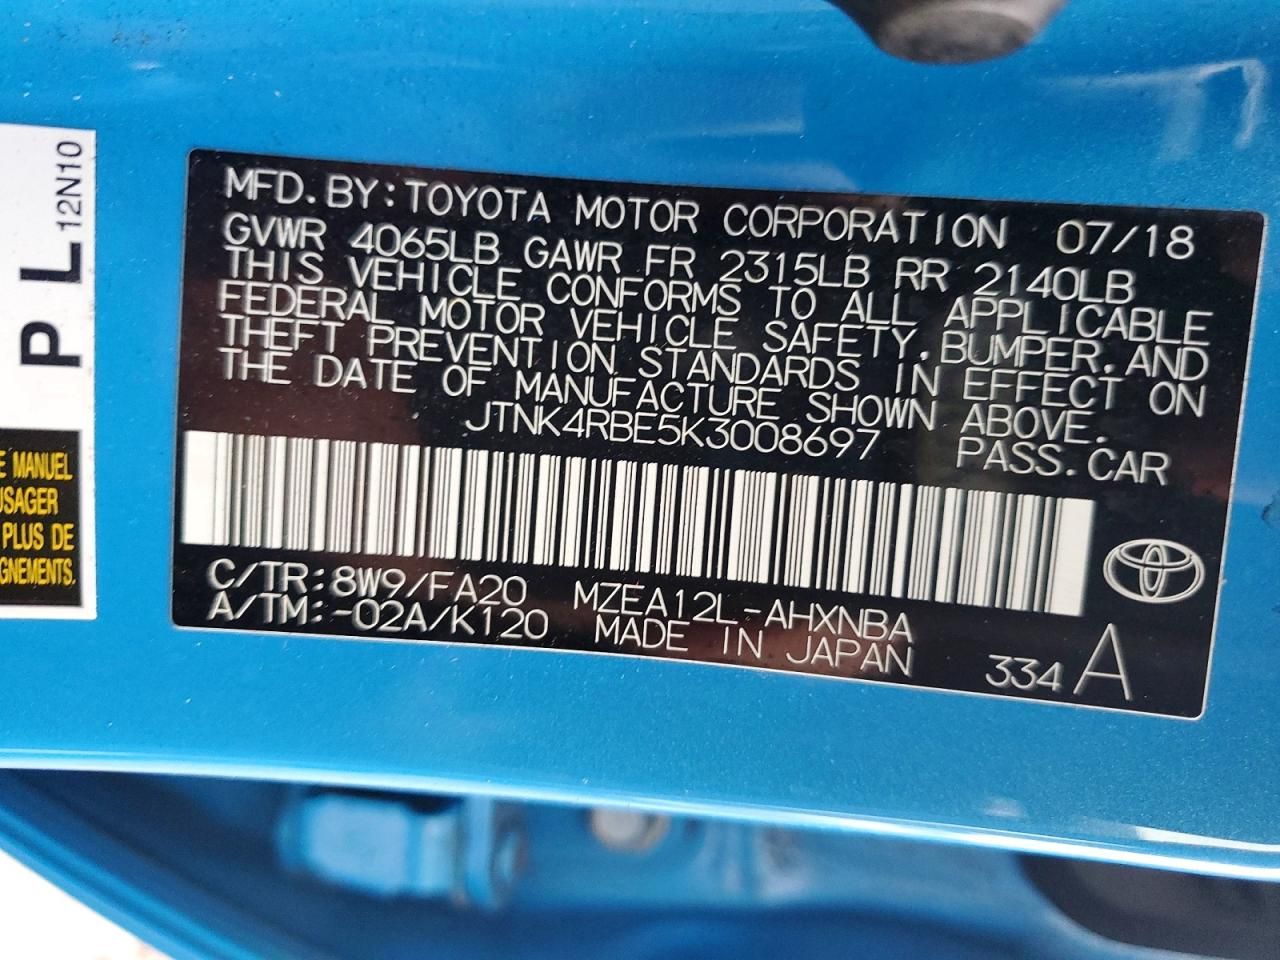 MFD.BY:TOYOTA MOTOR CORPORATION 07/18
GVWR 4065LB GAWR FR 2315LB RR 2140LB
THIS VEHICLE CONFORMS TO ALL APPLICABLE
FEDERAL MOTOR VEHICLE SAFETY,BUMPER,AND
THEFT PREVENTION STANDARDS IN EFFECT ON
THE DATE OF MANUFACTURE SHOWN ABOVE.
JTNK4RBE5K3008697 PASS.CAR
C/TR:8W9/FA20 MZEA12L-AHXNBA
A/TM:-02A/K120 MADE IN JAPAN 334 A
P L 12N10
E MANUEL
USAGER
PLUS DE
GNEMENTS.